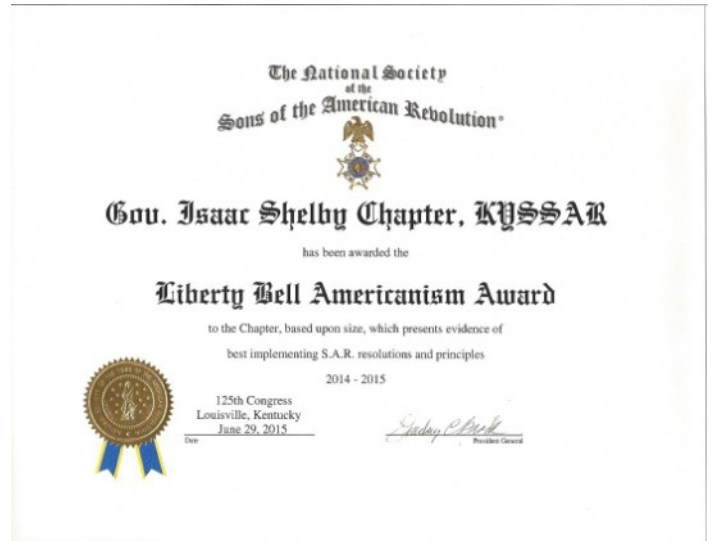 The National Society
of the
Sons of the American Revolution®
Gov. Isaac Shelby Chapter, KYSSAR
has been awarded the
Liberty Bell Americanism Award
to the Chapter, based upon size, which presents evidence of
best implementing S.A.R. resolutions and principles
2014 - 2015
125th Congress
Louisville, Kentucky
June 29, 2015
Date
President General